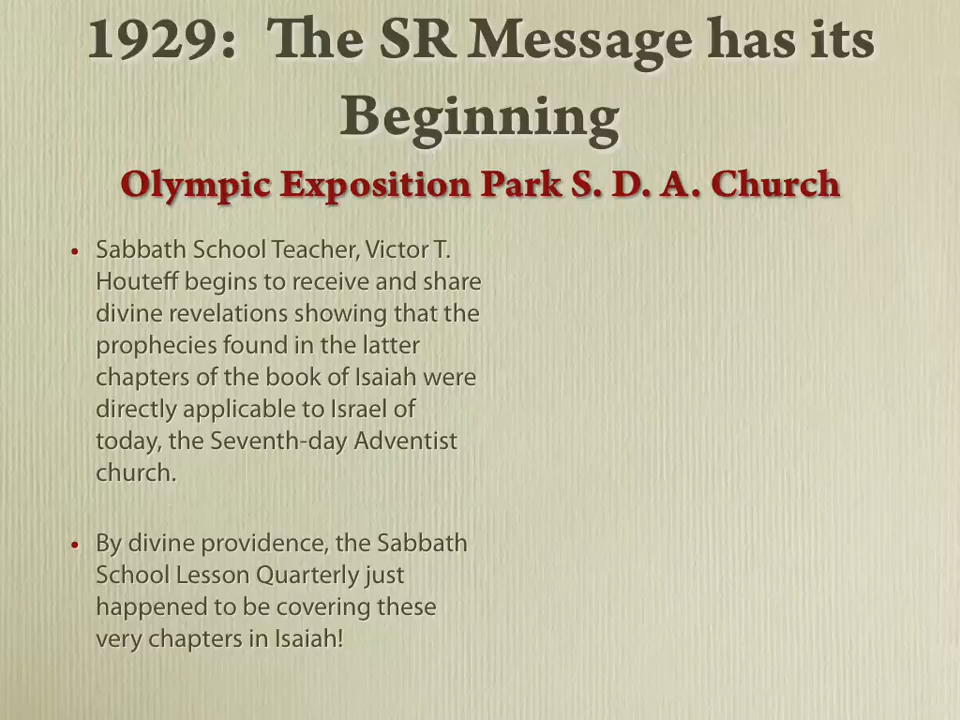 1929: The SR Message has its
Beginning
Olympic Exposition Park S. D. A. Church
• Sabbath School Teacher, Victor T.
Houteff begins to receive and share
divine revelations showing that the
prophecies found in the latter
chapters of the book of Isaiah were
directly applicable to Israel of
today, the Seventh-day Adventist
church.
• By divine providence, the Sabbath
School Lesson Quarterly just
happened to be covering these
very chapters in Isaiah!